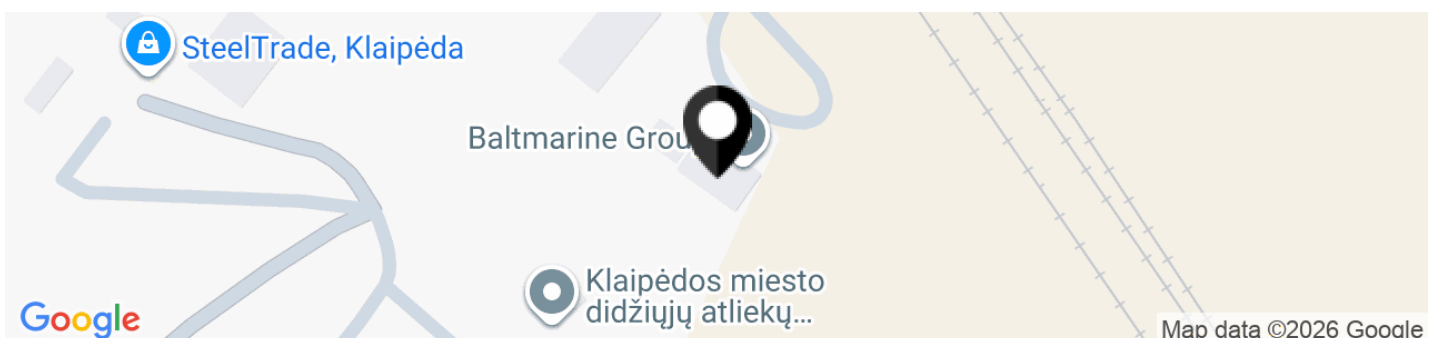 SteelTrade, Klaipėda
Baltmarine Grou
Klaipėdos miesto
didžiųjų atliekų...
Google
Map data ©2026 Google